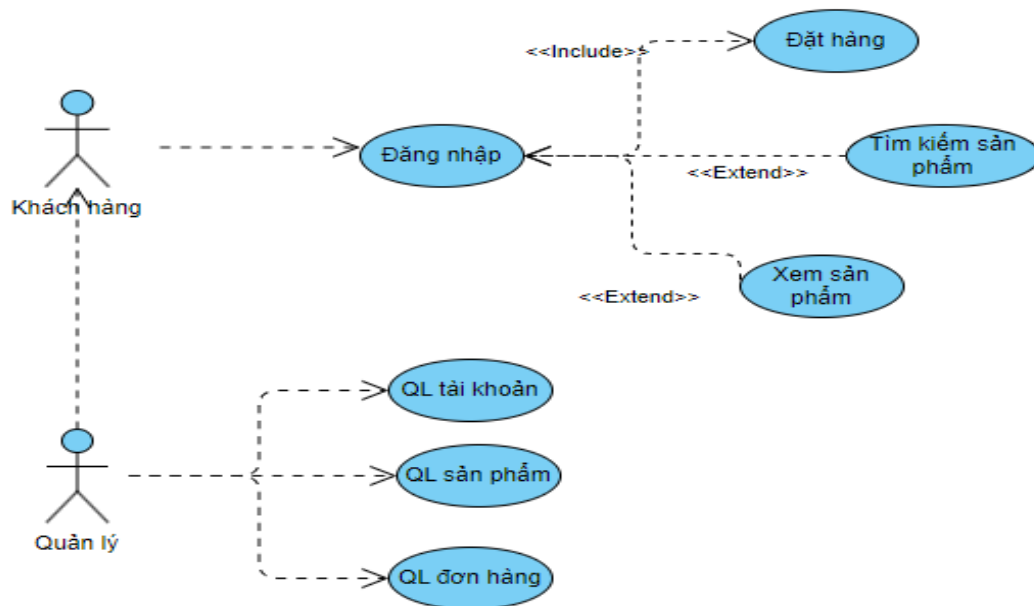 Đặt hàng
<<Include>>
Đăng nhập
Tìm kiếm sản
phẩm
<<Extend>>
Khách hàng
Xem sản
phẩm
<<Extend>>
QL tài khoản
QL sản phẩm
Quản lý
QL đơn hàng